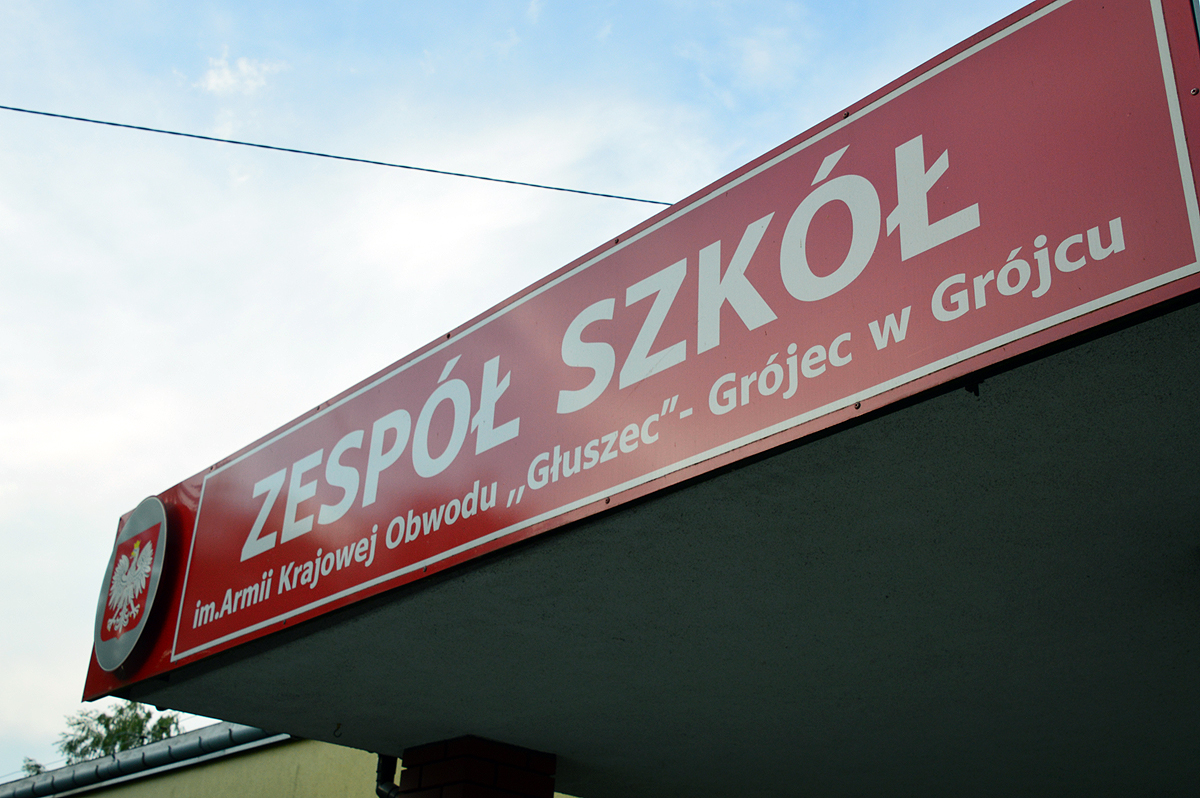 ZESPÓŁ SZKÓŁ
im.Armii Krajowej Obwodu ,,Głuszec”- Grójec w Grójcu